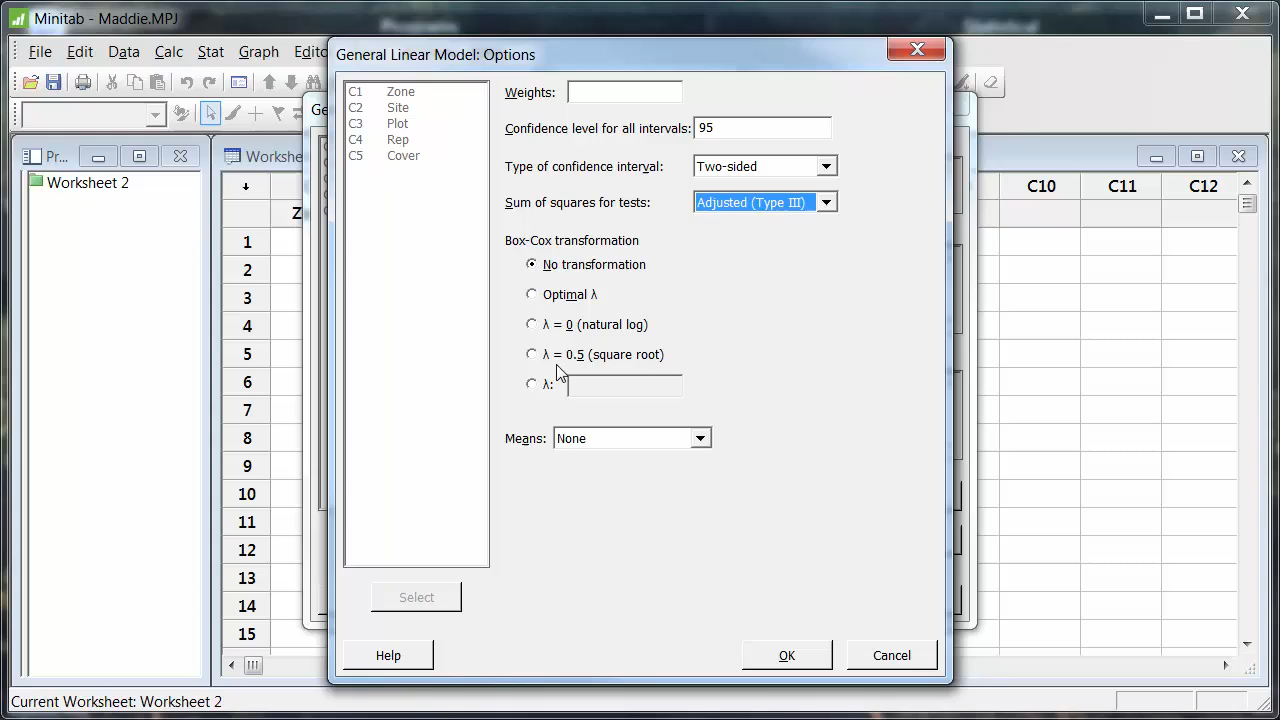 Minitab - Maddie.MPJ
File Edit Data Calc Stat Graph
General Linear Model: Options
C1 Zone
C2 Site
C3 Plot
C4 Rep
C5 Cover
Weights:
Confidence level for all intervals: 95
Type of confidence interval: Two-sided
Sum of squares for tests: Adjusted (Type III)
Box-Cox transformation
No transformation
Optimal λ
λ = 0 (natural log)
λ = 0.5 (square root)
λ:
Means: None
Select
Help OK Cancel
Pr...
Worksheet 2
C10 C11 C12
1
2
3
4
5
6
7
8
9
10
11
12
13
14
15
Current Worksheet: Worksheet 2